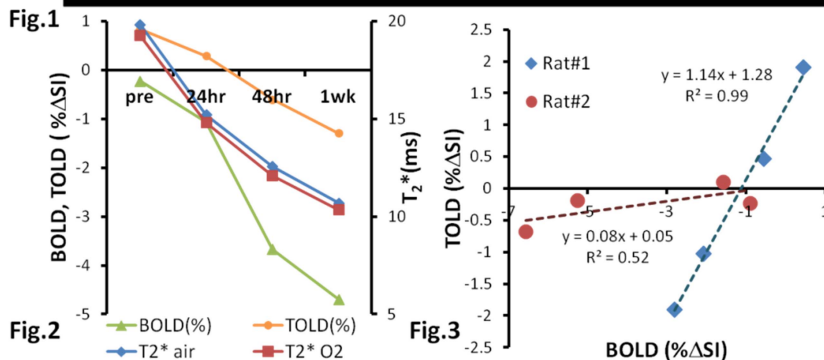 Fig.1
1
0
-1
-2
-3
-4
-5
BOLD, TOLD ( %ΔSI)
pre
24hr
48hr
1wk
20
15
10
5
T2*(ms)
Fig.2
BOLD(%)
TOLD(%)
T2* air
T2* O2
Fig.3
2.5
2
1.5
1
0.5
0
-0.5
-1
-1.5
-2
-2.5
TOLD (%ΔSI)
Rat#1
Rat#2
y = 1.14x + 1.28
R² = 0.99
-7
-5
-3
-1
1
y = 0.08x + 0.05
R² = 0.52
BOLD (%ΔSI)